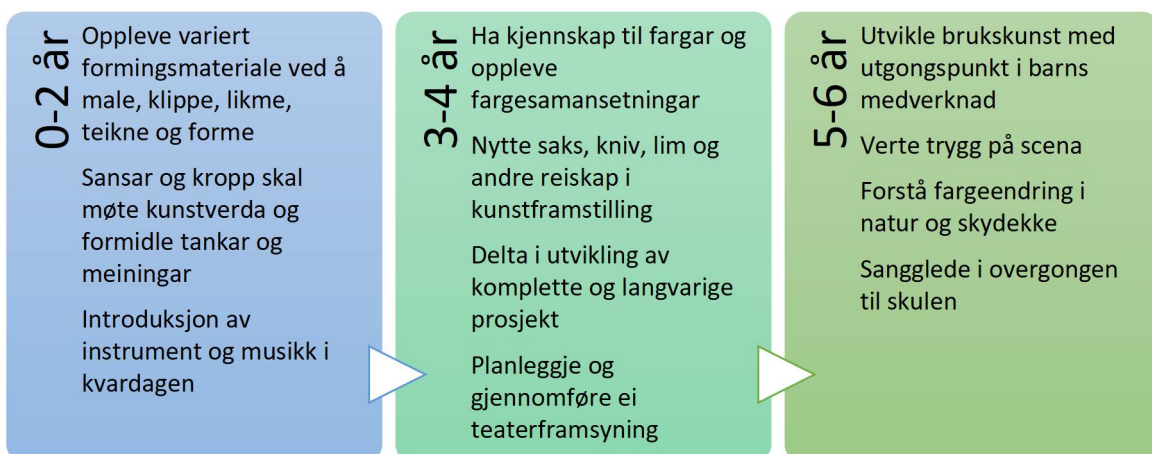 0-2 år
Oppleve variert
formingsmateriale ved å
male, klippe, likme,
teikne og forme
Sansar og kropp skal
møte kunstverda og
formidle tankar og
meiningar
Introduksjon av
instrument og musikk i
kvardagen
3-4 år
Ha kjennskap til fargar og
oppleve
fargesamansetningar
Nytte saks, kniv, lim og
andre reiskap i
kunstframstilling
Delta i utvikling av
komplette og langvarige
prosjekt
Planleggje og
gjennomføre ei
teaterframsyning
5-6 år
Utvikle brukskunst med
utgongspunkt i barns
medverknad
Verte trygg på scena
Forstå fargeendring i
natur og skydekke
Sangglede i overgongen
til skulen